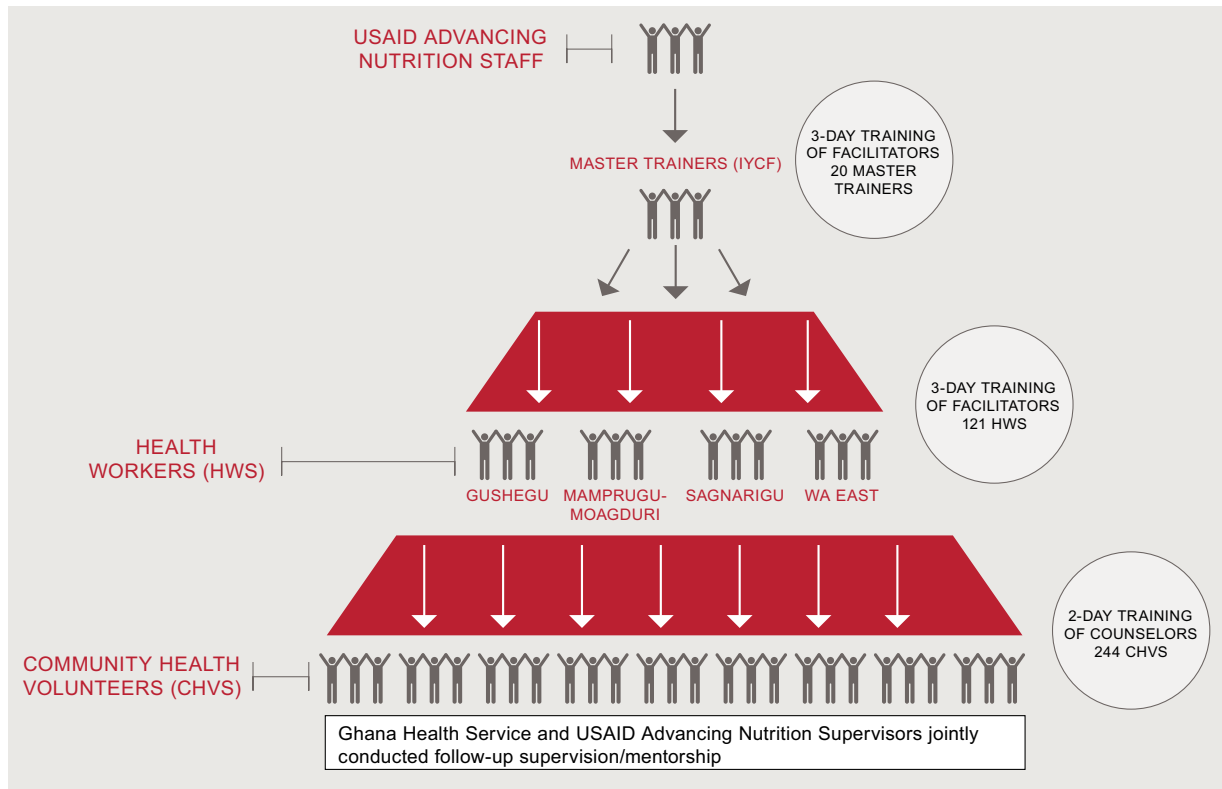 USAID ADVANCING
NUTRITION STAFF
3-DAY TRAINING
OF FACILITATORS
20 MASTER
TRAINERS
MASTER TRAINERS (IYCF)
3-DAY TRAINING
OF FACILITATORS
121 HWS
HEALTH
WORKERS (HWS)
GUSHEGU
MAMPRUGU-
MOAGDURI
SAGNARIGU
WA EAST
2-DAY TRAINING
OF COUNSELORS
244 CHVS
COMMUNITY HEALTH
VOLUNTEERS (CHVS)
Ghana Health Service and USAID Advancing Nutrition Supervisors jointly
conducted follow-up supervision/mentorship